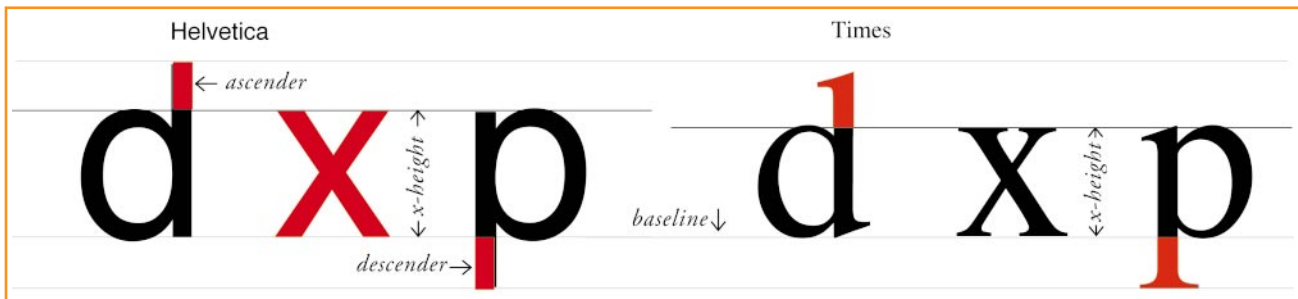 Helvetica
Times
← ascender
d x p
x-height
descender →
baseline ↓
d x p
x-height